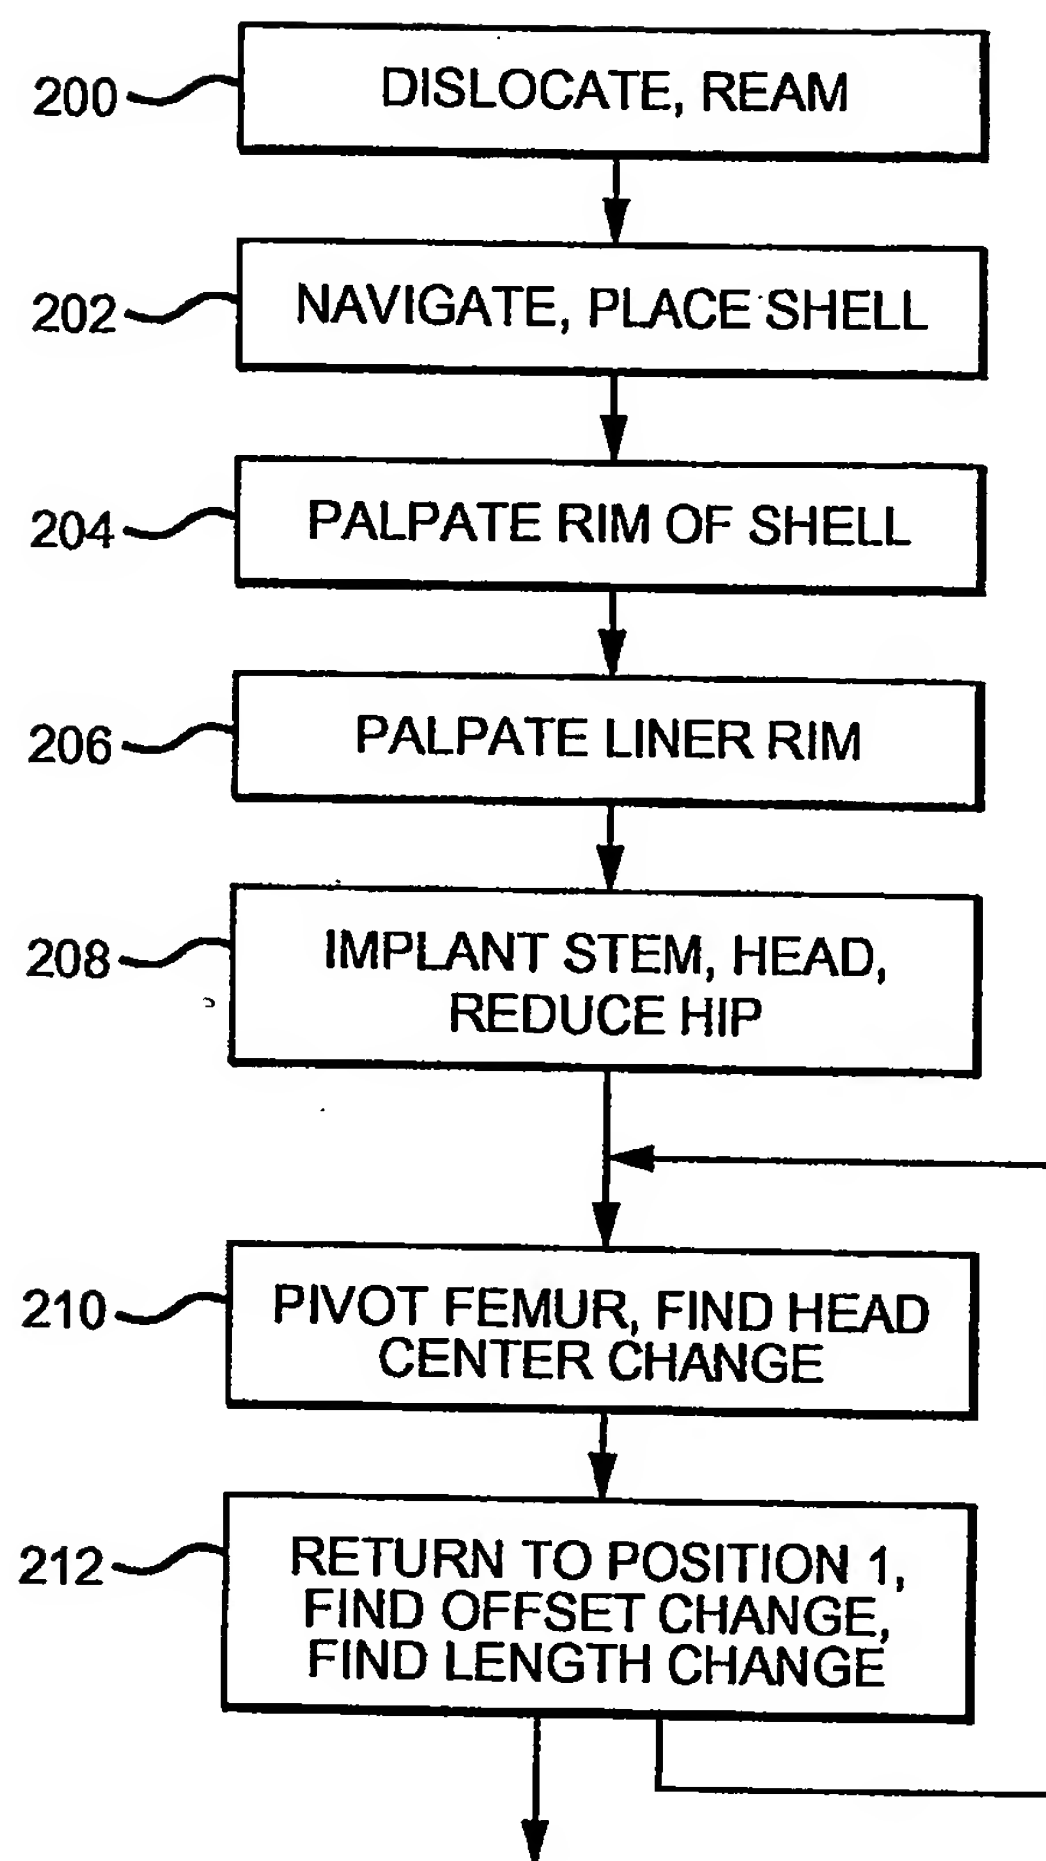 200
DISLOCATE, REAM
202
NAVIGATE, PLACE SHELL
204
PALPATE RIM OF SHELL
206
PALPATE LINER RIM
208
IMPLANT STEM, HEAD,
REDUCE HIP
210
PIVOT FEMUR, FIND HEAD
CENTER CHANGE
212
RETURN TO POSITION 1,
FIND OFFSET CHANGE,
FIND LENGTH CHANGE